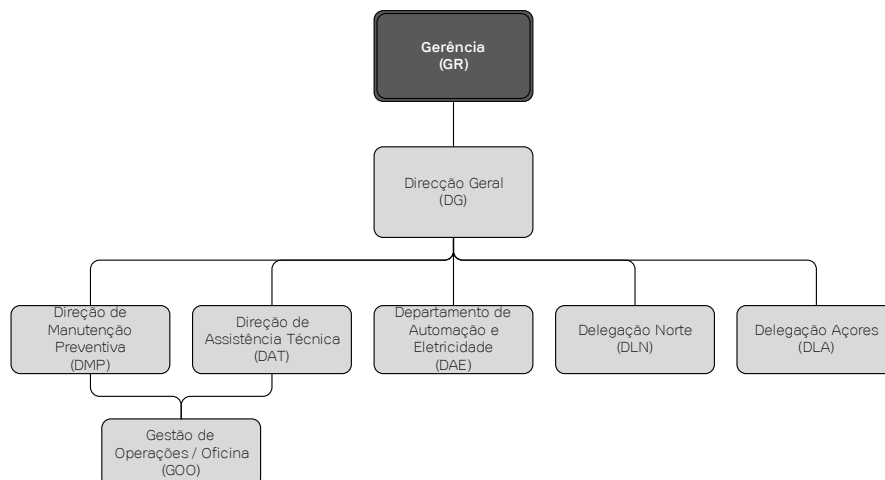 Gerência
(GR)
Direcção Geral
(DG)
Direção de
Manutenção
Preventiva
(DMP)
Direção de
Assistência Técnica
(DAT)
Departamento de
Automação e
Eletricidade
(DAE)
Delegação Norte
(DLN)
Delegação Açores
(DLA)
Gestão de
Operações / Oficina
(GOO)